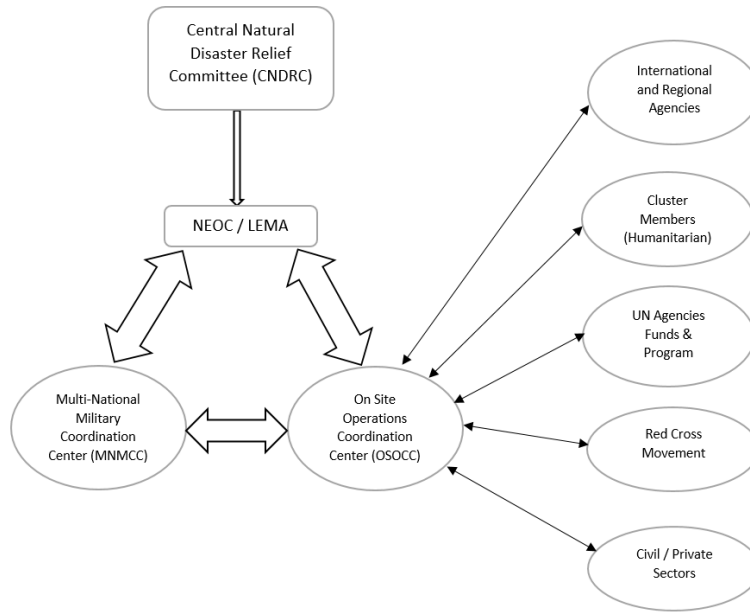 Central Natural
Disaster Relief
Committee (CNDRC)
NEOC / LEMA
Multi-National
Military
Coordination
Center (MNMCC)
On Site
Operations
Coordination
Center (OSOCC)
International
and Regional
Agencies
Cluster
Members
(Humanitarian)
UN Agencies
Funds &
Program
Red Cross
Movement
Civil / Private
Sectors